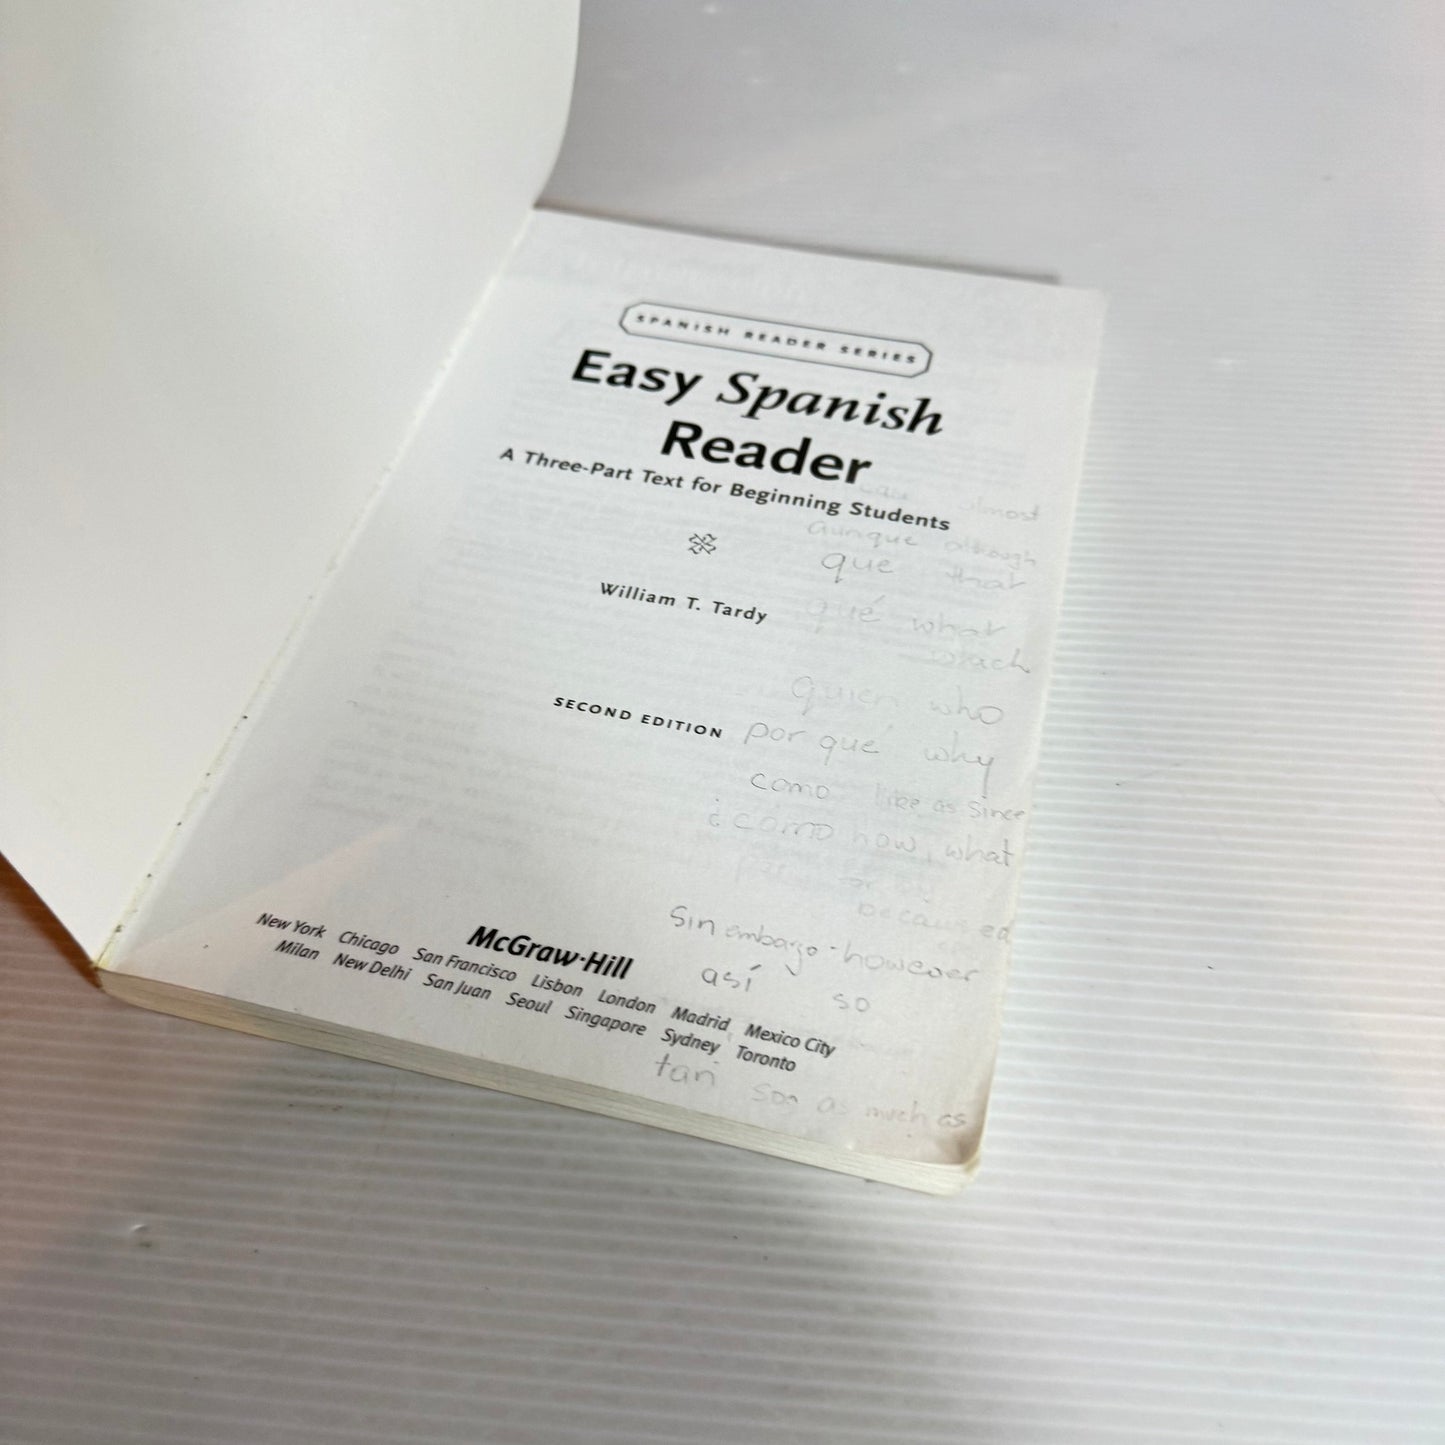 SPANISH READER SERIES
Easy Spanish
Reader
A Three-Part Text for Beginning Students
almost
aunque although
que that
William T. Tardy
qué what
quien who
SECOND EDITION
por qué why
como like, as since
¿cómo how, what
or by
sin embargo - however
así so
McGraw-Hill
New York Chicago San Francisco Lisbon London Madrid Mexico City
Milan New Delhi San Juan Seoul Singapore Sydney Toronto
tan as much as